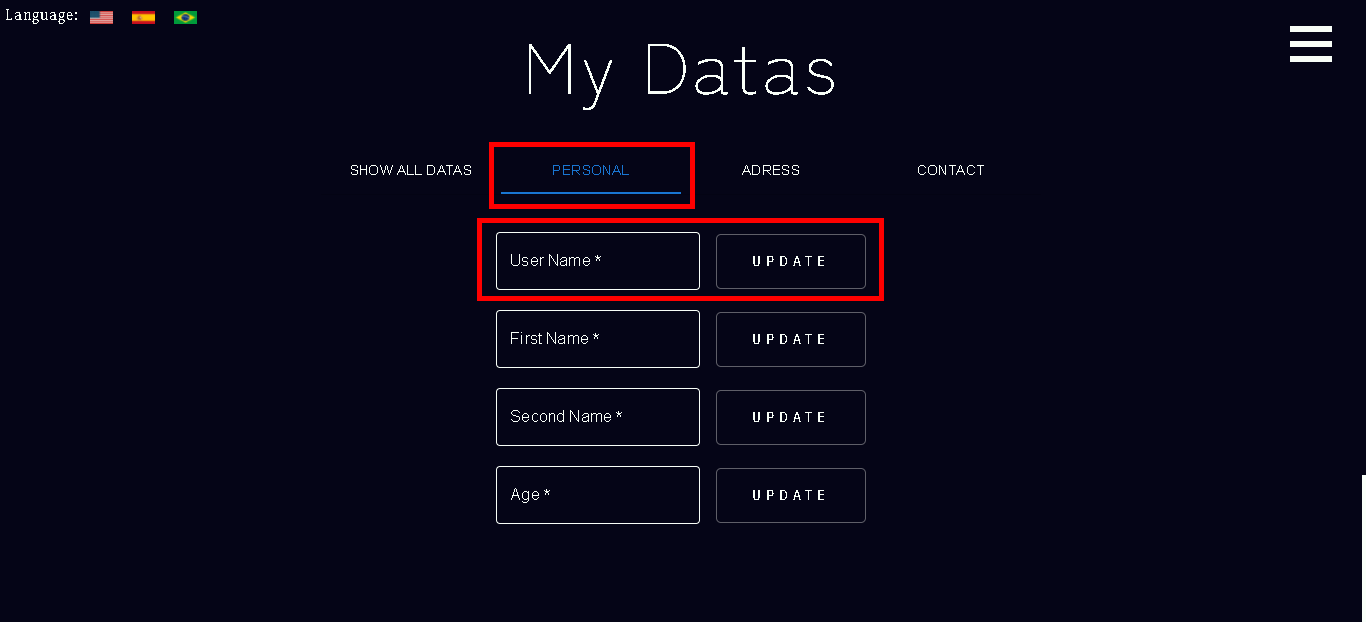 Language:
My Datas
SHOW ALL DATAS PERSONAL ADRESS CONTACT
User Name * UPDATE
First Name * UPDATE
Second Name * UPDATE
Age * UPDATE